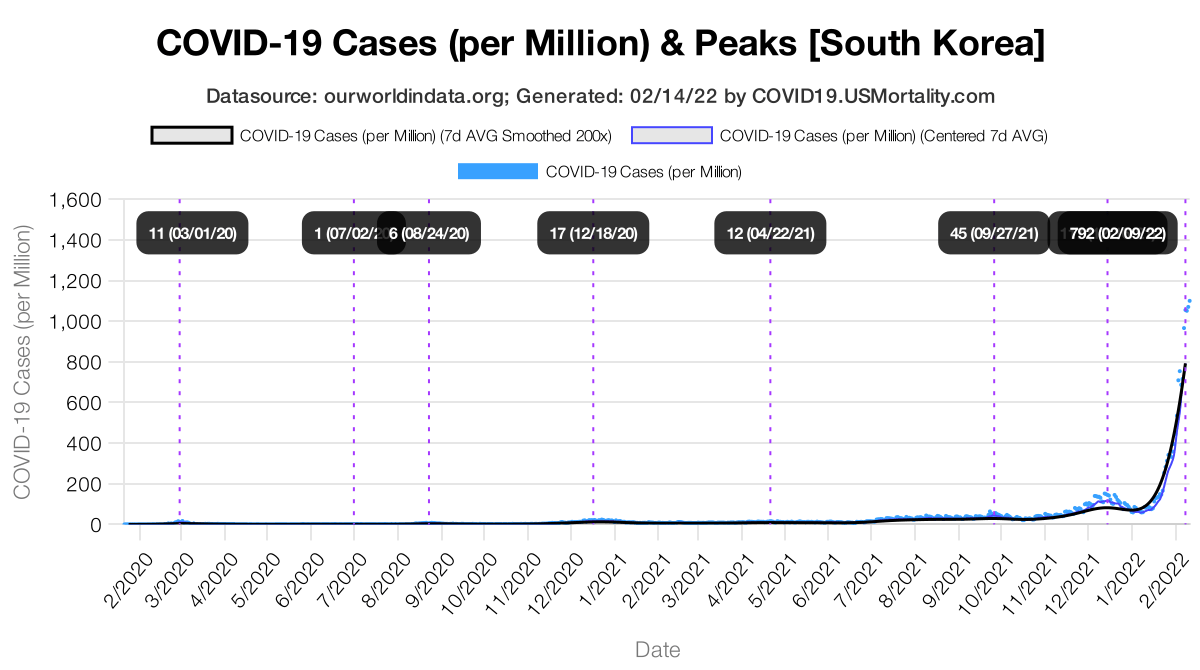 COVID-19 Cases (per Million) & Peaks [South Korea]
Datasource: ourworldindata.org; Generated: 02/14/22 by COVID19.USMortality.com
COVID-19 Cases (per Million) (7d AVG Smoothed 200x) COVID-19 Cases (per Million) (Centered 7d AVG)
COVID-19 Cases (per Million)
COVID-19 Cases (per Million)
1,600
1,400
1,200
1,000
800
600
400
200
0
11 (03/01/20) 1 (07/02/20 6 (08/24/20) 17 (12/18/20) 12 (04/22/21) 45 (09/27/21) 792 (02/09/22)
2/2020 3/2020 4/2020 5/2020 6/2020 7/2020 8/2020 9/2020 10/2020 11/2020 12/2020 1/2021 2/2021 3/2021 4/2021 5/2021 6/2021 7/2021 8/2021 9/2021 10/2021 11/2021 12/2021 1/2022 2/2022
Date